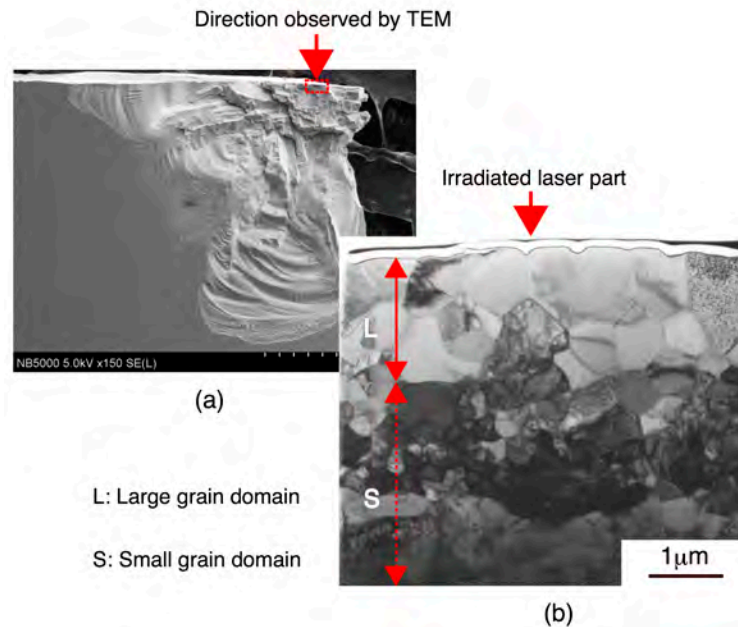 Direction observed by TEM
Irradiated laser part
NB5000 5.0kV x150 SE(L)
(a)
L
S
L: Large grain domain
S: Small grain domain
1μm
(b)